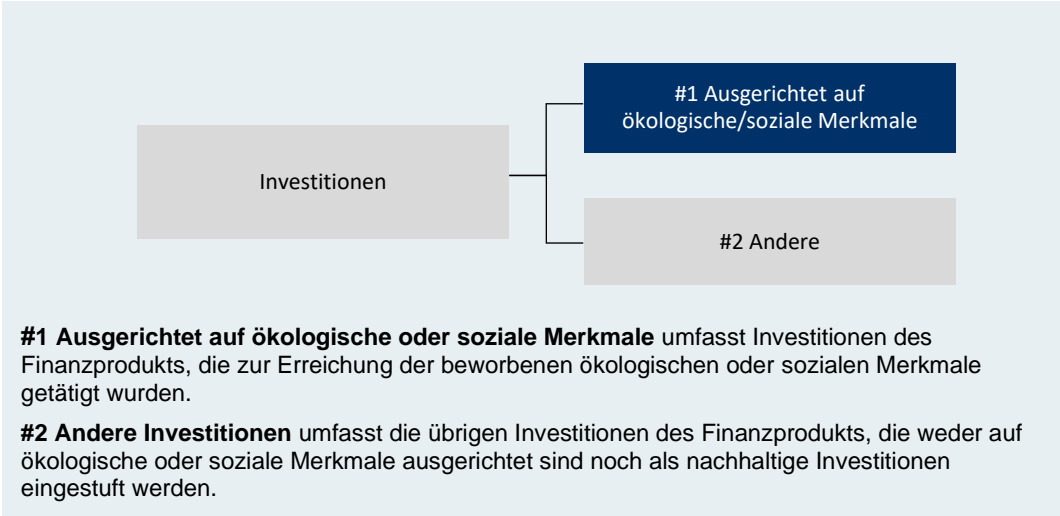 #1 Ausgerichtet auf
ökologische/soziale Merkmale
Investitionen
#2 Andere
#1 Ausgerichtet auf ökologische oder soziale Merkmale umfasst Investitionen des
Finanzprodukts, die zur Erreichung der beworbenen ökologischen oder sozialen Merkmale
getätigt wurden.
#2 Andere Investitionen umfasst die übrigen Investitionen des Finanzprodukts, die weder auf
ökologische oder soziale Merkmale ausgerichtet sind noch als nachhaltige Investitionen
eingestuft werden.